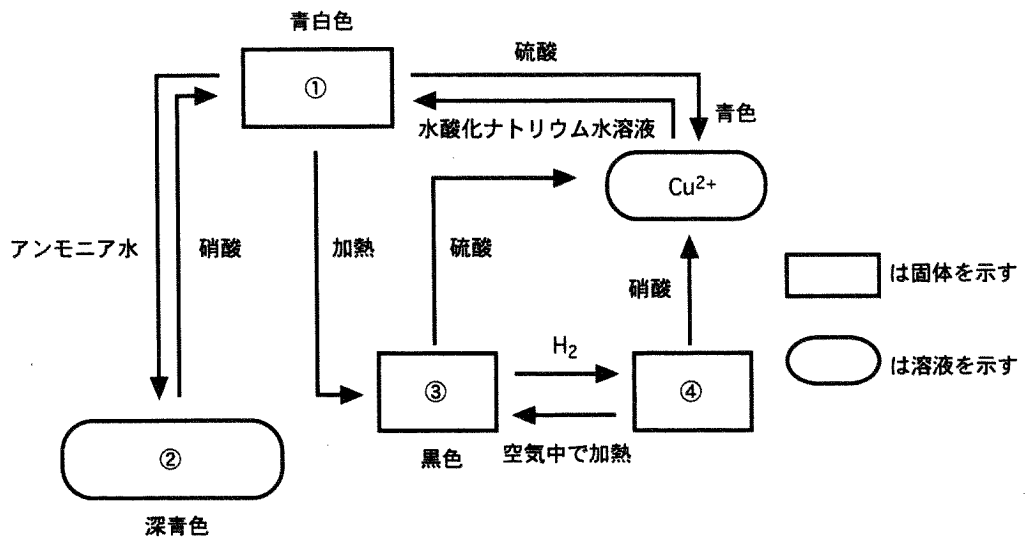 青白色
①
硫酸
水酸化ナトリウム水溶液
青色
Cu²⁺
アンモニア水
硝酸
加熱
硫酸
硝酸
は固体を示す
H₂
③
④
は溶液を示す
黒色
空気中で加熱
②
深青色